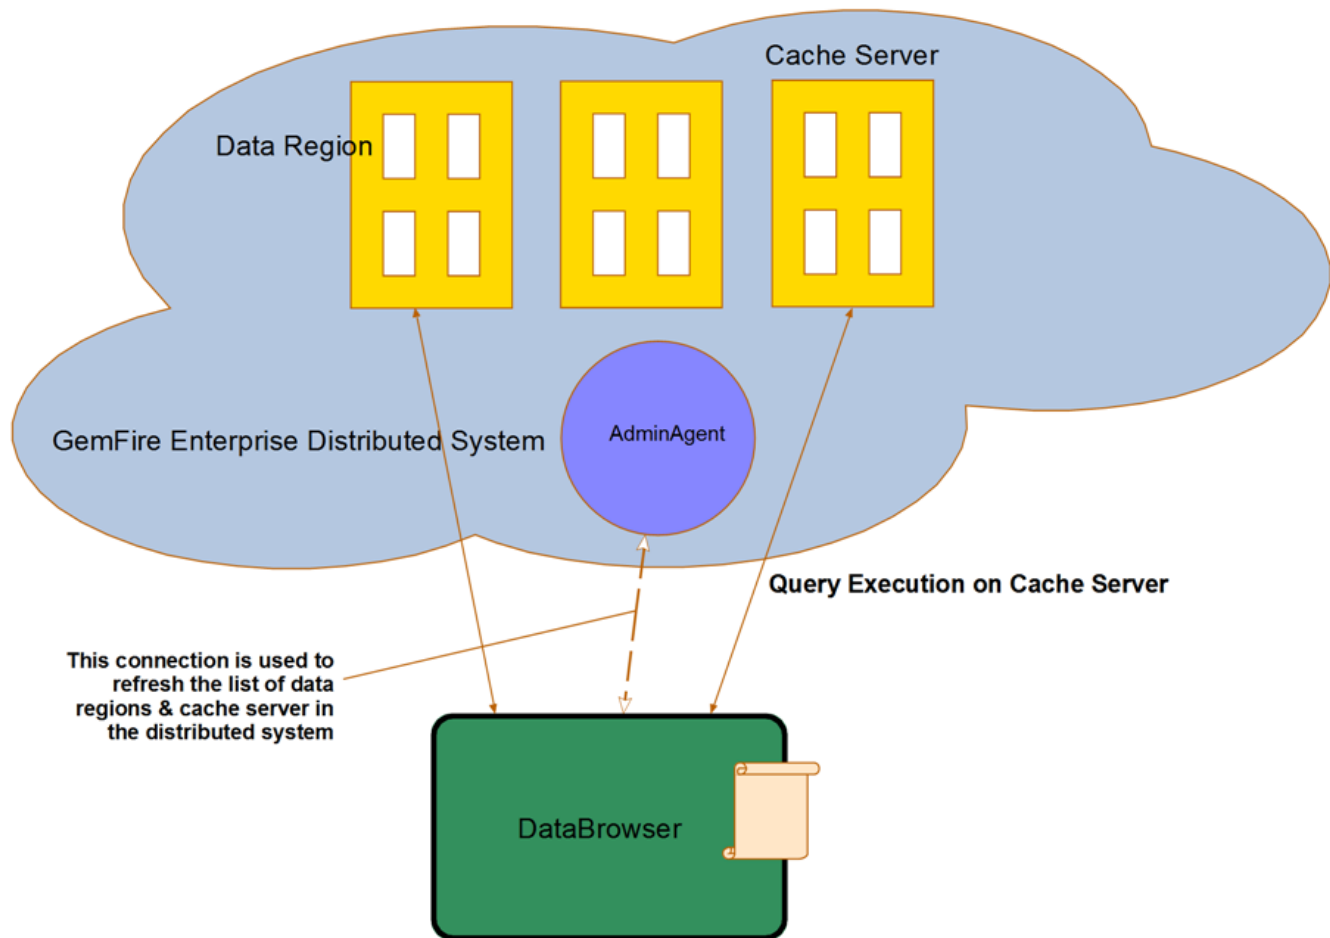 Cache Server
Data Region
GemFire Enterprise Distributed System
AdminAgent
Query Execution on Cache Server
This connection is used to
refresh the list of data
regions & cache server in
the distributed system
DataBrowser